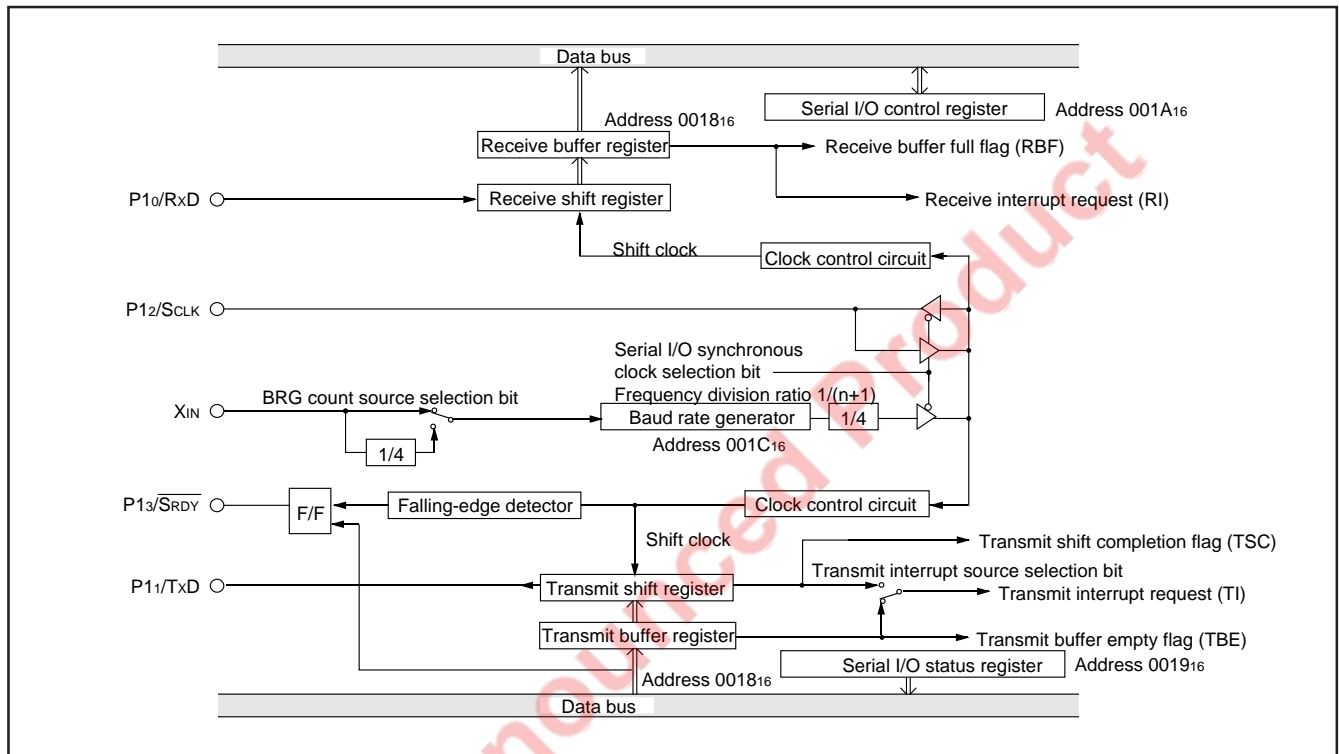 Data bus
Serial I/O control register Address 001A16
Address 001816
Receive buffer register Receive buffer full flag (RBF)
P10/RxD Receive shift register Receive interrupt request (RI)
Shift clock Clock control circuit
P12/SCLK
Serial I/O synchronous
clock selection bit
Frequency division ratio 1/(n+1)
BRG count source selection bit
XIN Baud rate generator 1/4
Address 001C16
1/4
P13/SRDY F/F Falling-edge detector Clock control circuit
Shift clock
Transmit shift completion flag (TSC)
Transmit interrupt source selection bit
P11/TxD Transmit shift register
Transmit interrupt request (TI)
Transmit buffer register Transmit buffer empty flag (TBE)
Serial I/O status register Address 001916
Address 001816
Data bus
nounced Product